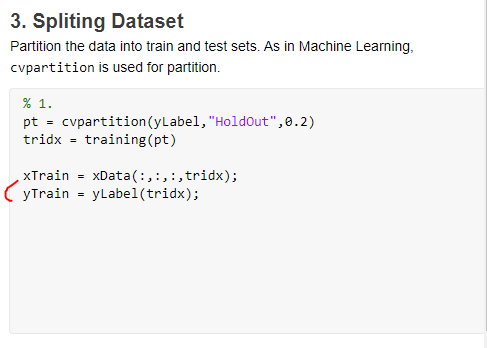 3. Spliting Dataset
Partition the data into train and test sets. As in Machine Learning,
cvpartition is used for partition.
% 1.
pt = cvpartition(yLabel,"HoldOut",0.2)
tridx = training(pt)
xTrain = xData(:,:,:,tridx);
yTrain = yLabel(tridx);